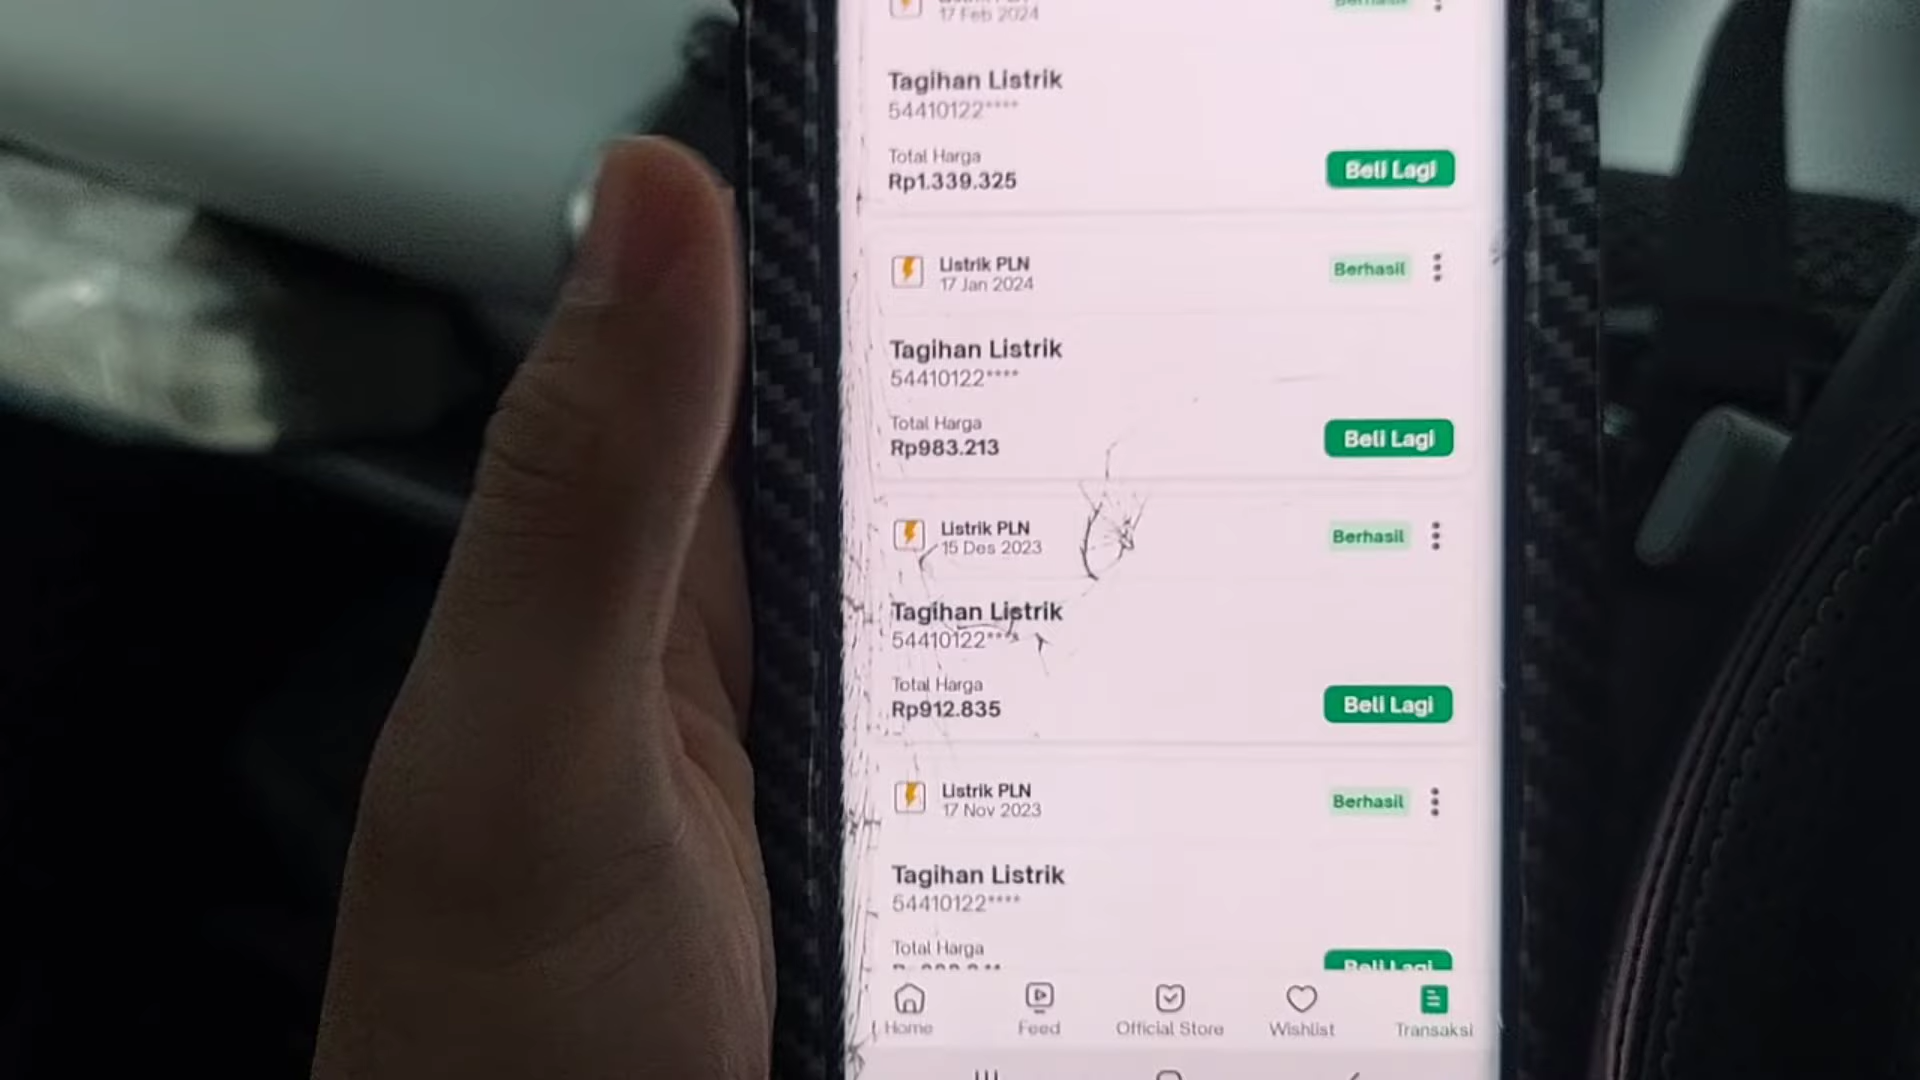 17 Feb 2024
Berhasil
Tagihan Listrik
54410122****
Total Harga
Rp1.339.325
Beli Lagi
Listrik PLN
17 Jan 2024
Berhasil
Tagihan Listrik
54410122****
Total Harga
Rp983.213
Beli Lagi
Listrik PLN
15 Des 2023
Berhasil
Tagihan Listrik
54410122****
Total Harga
Rp912.835
Beli Lagi
Listrik PLN
17 Nov 2023
Berhasil
Tagihan Listrik
54410122****
Total Harga
Beli Lagi
Home
Feed
Official Store
Wishlist
Transaksi